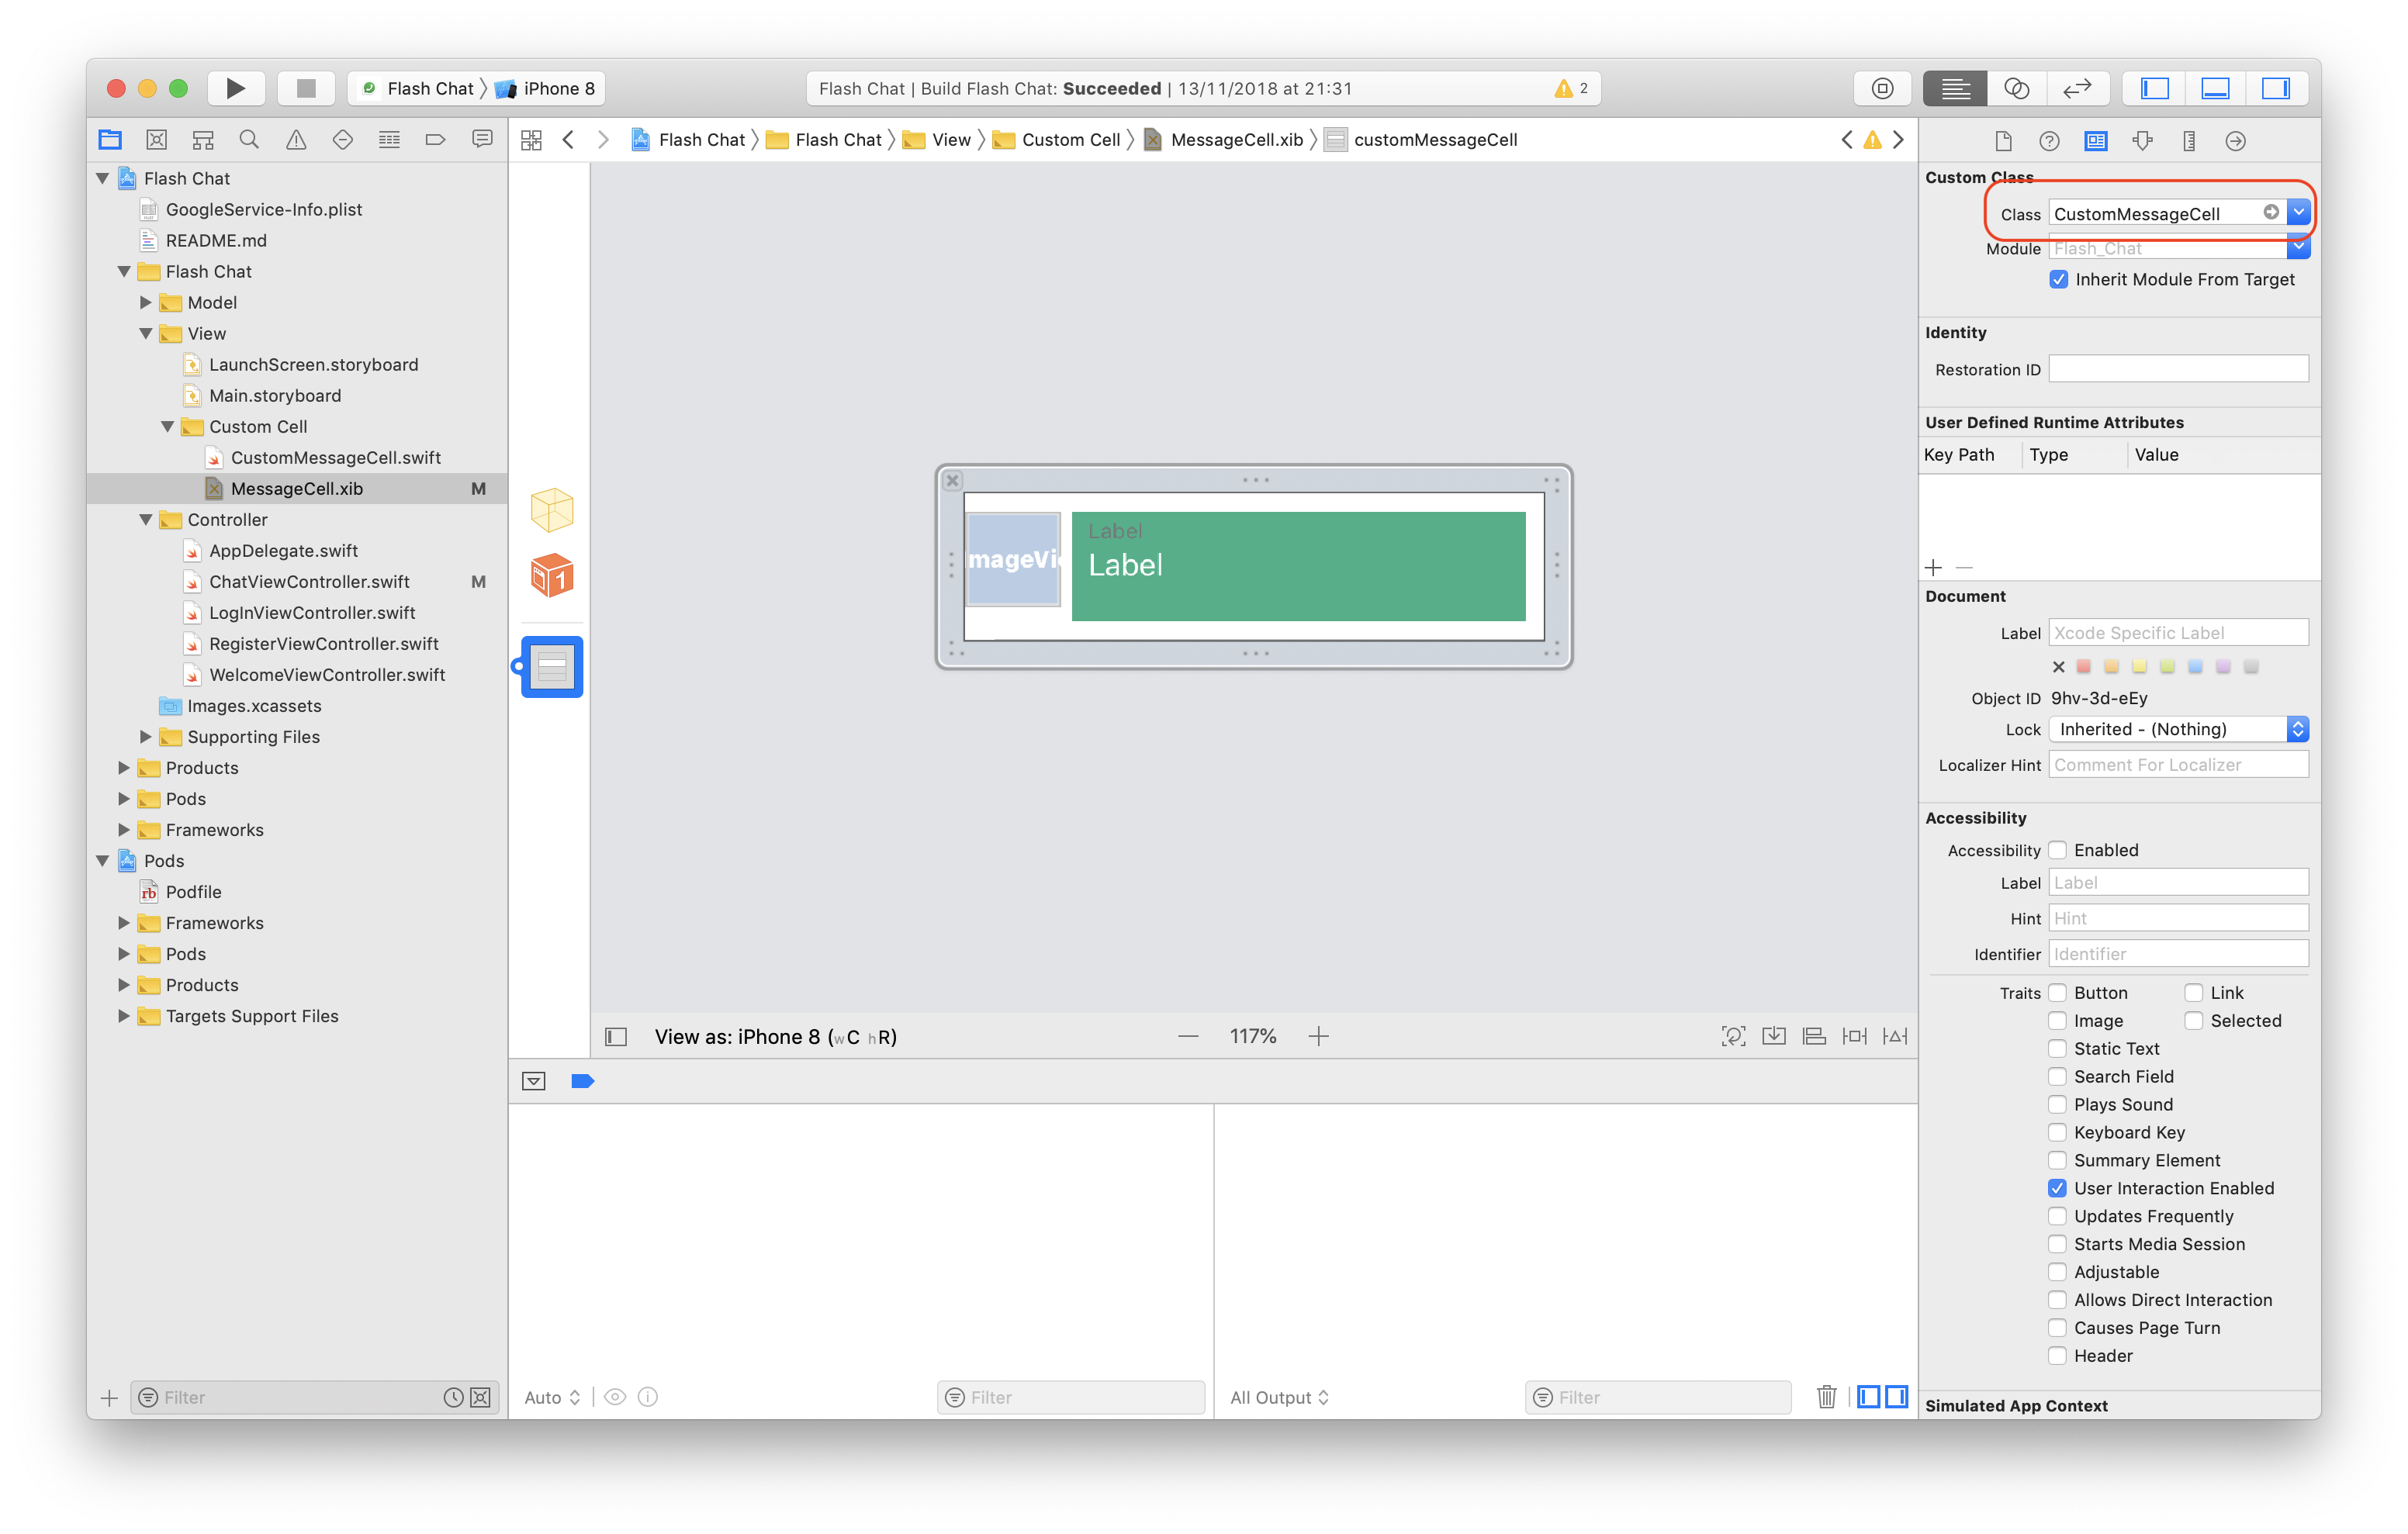 Flash Chat iPhone 8
Flash Chat | Build Flash Chat: Succeeded | 13/11/2018 at 21:31
2
Flash Chat Flash Chat View Custom Cell MessageCell.xib customMessageCell
Flash Chat
GoogleService-Info.plist
README.md
Flash Chat
Model
View
LaunchScreen.storyboard
Main.storyboard
Custom Cell
CustomMessageCell.swift
MessageCell.xib M
Controller
AppDelegate.swift
ChatViewController.swift M
LogInViewController.swift
RegisterViewController.swift
WelcomeViewController.swift
Images.xcassets
Supporting Files
Products
Pods
Frameworks
Pods
rb Podfile
Frameworks
Pods
Products
Targets Support Files
Filter
1
mageVi
Label
Label
View as: iPhone 8 (wC hR)
— 117% +
Auto
Filter
All Output
Filter
Custom Class
Class CustomMessageCell
Module Flash_Chat
Inherit Module From Target
Identity
Restoration ID
User Defined Runtime Attributes
Key Path Type Value
+ —
Document
Label Xcode Specific Label
Object ID 9hv-3d-eEy
Lock Inherited - (Nothing)
Localizer Hint Comment For Localizer
Accessibility
Accessibility Enabled
Label Label
Hint Hint
Identifier Identifier
Traits Button Link
Image Selected
Static Text
Search Field
Plays Sound
Keyboard Key
Summary Element
User Interaction Enabled
Updates Frequently
Starts Media Session
Adjustable
Allows Direct Interaction
Causes Page Turn
Header
Simulated App Context